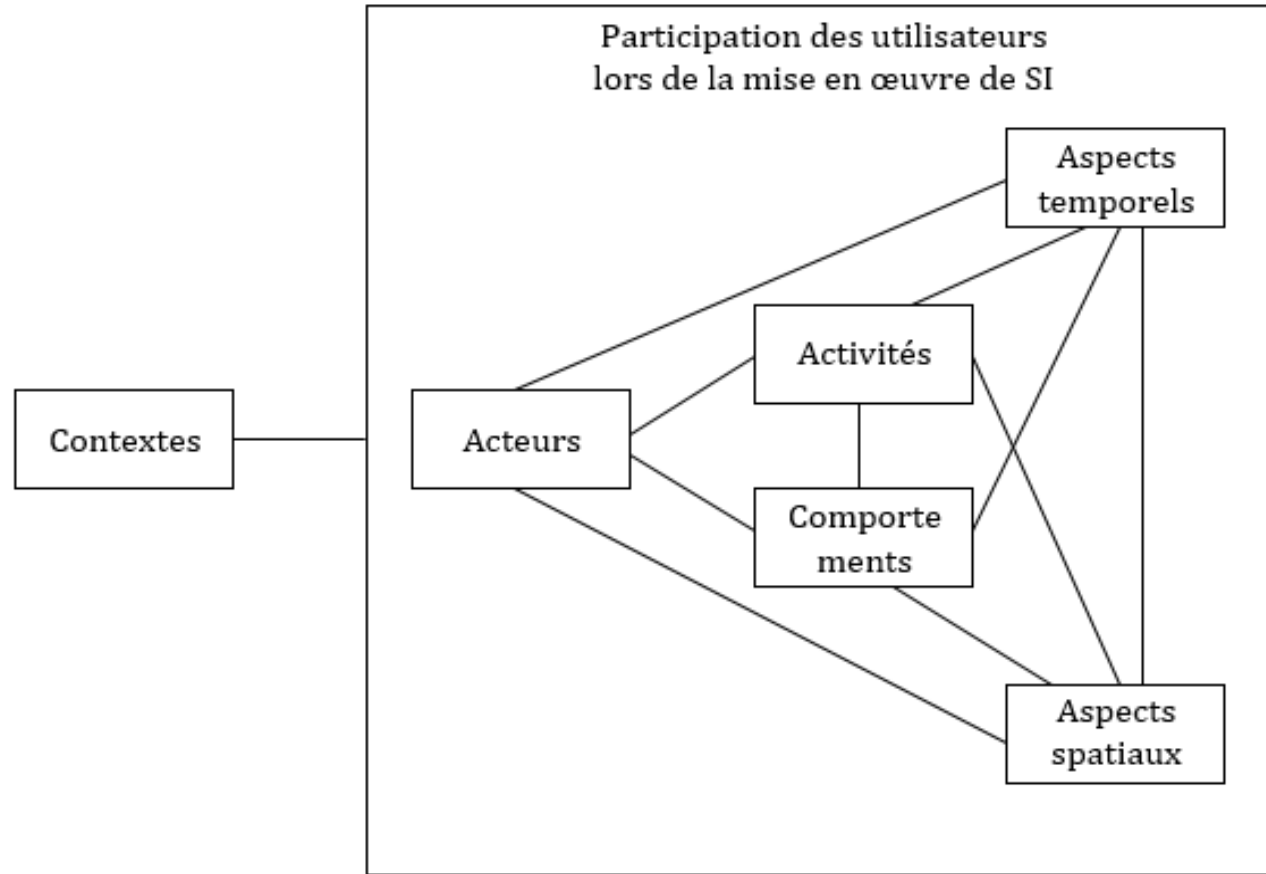 Participation des utilisateurs
lors de la mise en œuvre de SI
Aspects
temporels
Activités
Contextes
Acteurs
Comporte
ments
Aspects
spatiaux